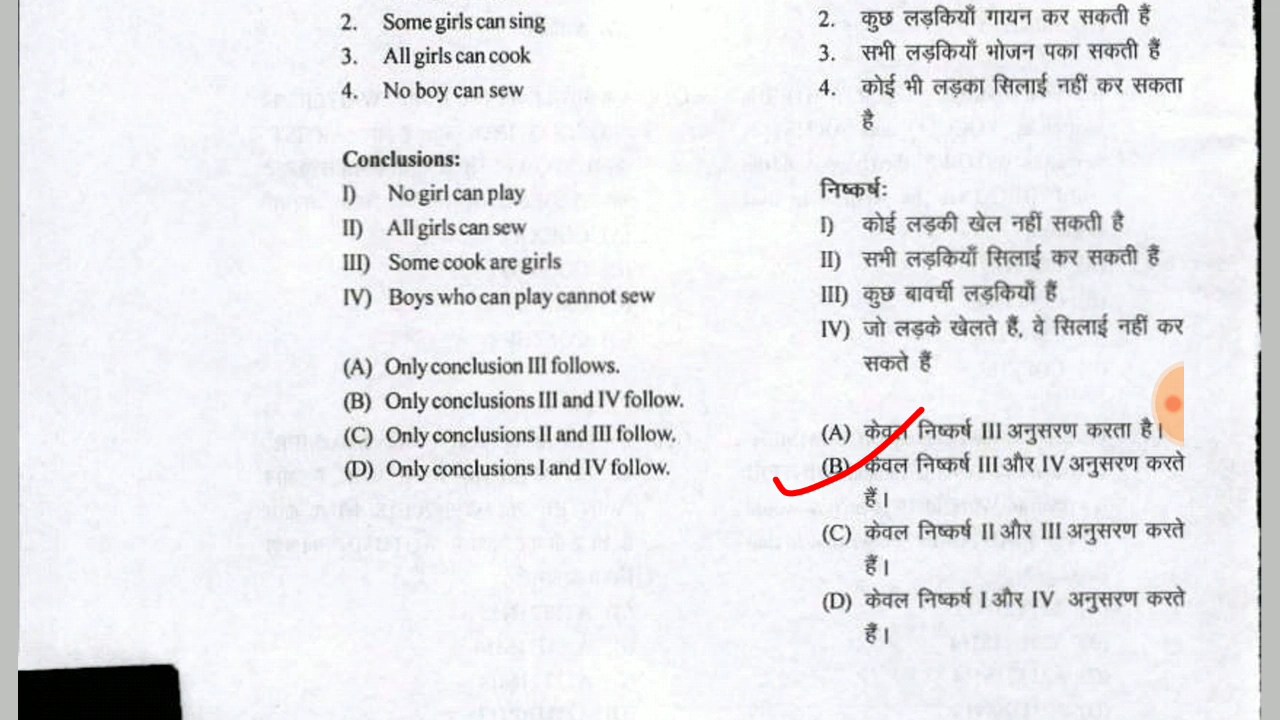 2. Some girls can sing
3. All girls can cook
4. No boy can sew
Conclusions:
I) No girl can play
II) All girls can sew
III) Some cook are girls
IV) Boys who can play cannot sew
(A) Only conclusion III follows.
(B) Only conclusions III and IV follow.
(C) Only conclusions II and III follow.
(D) Only conclusions I and IV follow.
2. कुछ लड़कियाँ गायन कर सकती हैं
3. सभी लड़कियाँ भोजन पका सकती हैं
4. कोई भी लड़का सिलाई नहीं कर सकता
है
निष्कर्ष:
I) कोई लड़की खेल नहीं सकती है
II) सभी लड़कियाँ सिलाई कर सकती हैं
III) कुछ बावर्ची लड़कियाँ हैं
IV) जो लड़के खेलते हैं, वे सिलाई नहीं कर
सकते हैं
(A) केवल निष्कर्ष III अनुसरण करता है।
(B) केवल निष्कर्ष III और IV अनुसरण करते
हैं।
(C) केवल निष्कर्ष II और III अनुसरण करते
हैं।
(D) केवल निष्कर्ष I और IV अनुसरण करते
हैं।